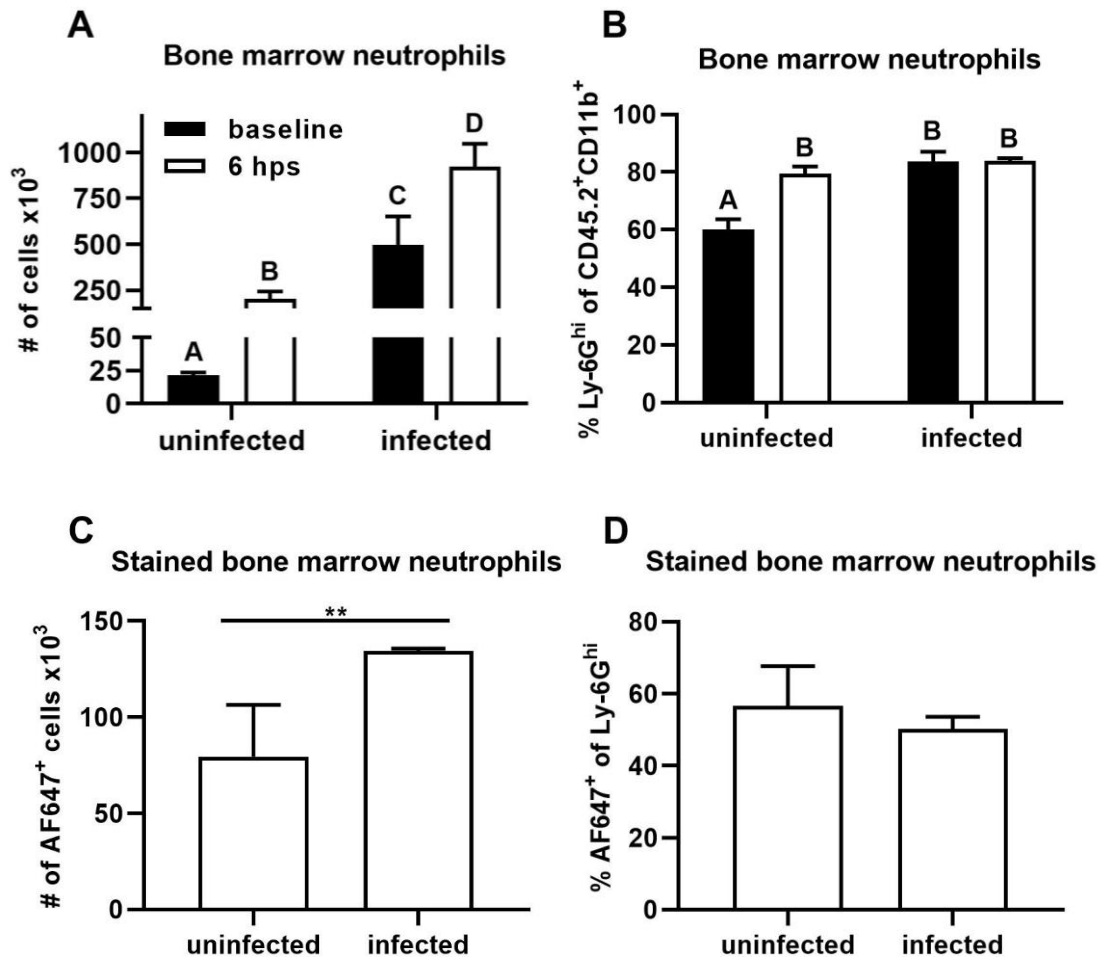 A
Bone marrow neutrophils
# of cells x10³
1000
750
500
250
50
25
0
baseline
6 hps
A
B
C
D
uninfected
infected
B
Bone marrow neutrophils
% Ly-6Gʰⁱ of CD45.2⁺CD11b⁺
100
80
60
40
20
0
A
B
B
B
uninfected
infected
C
Stained bone marrow neutrophils
# of AF647⁺ cells x10³
150
100
50
0
**
uninfected
infected
D
Stained bone marrow neutrophils
% AF647⁺ of Ly-6Gʰⁱ
80
60
40
20
0
uninfected
infected